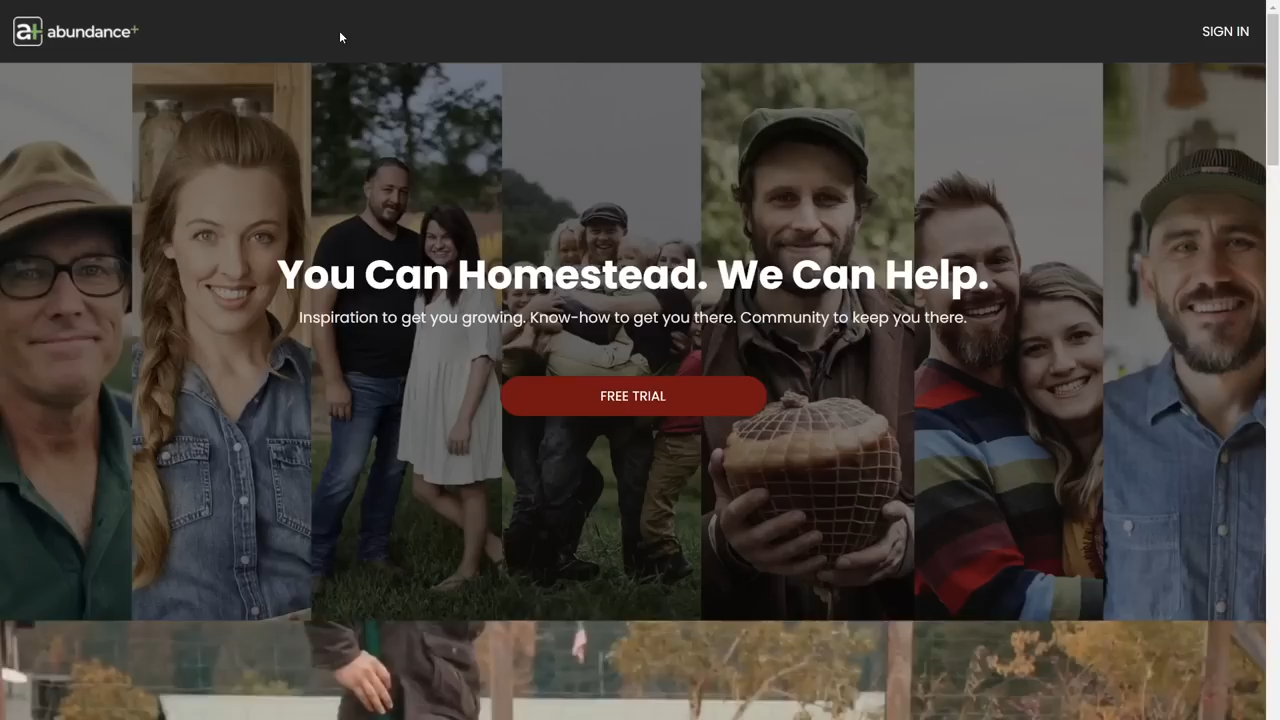 a+ abundance+
SIGN IN
You Can Homestead. We Can Help.
Inspiration to get you growing. Know-how to get you there. Community to keep you there.
FREE TRIAL